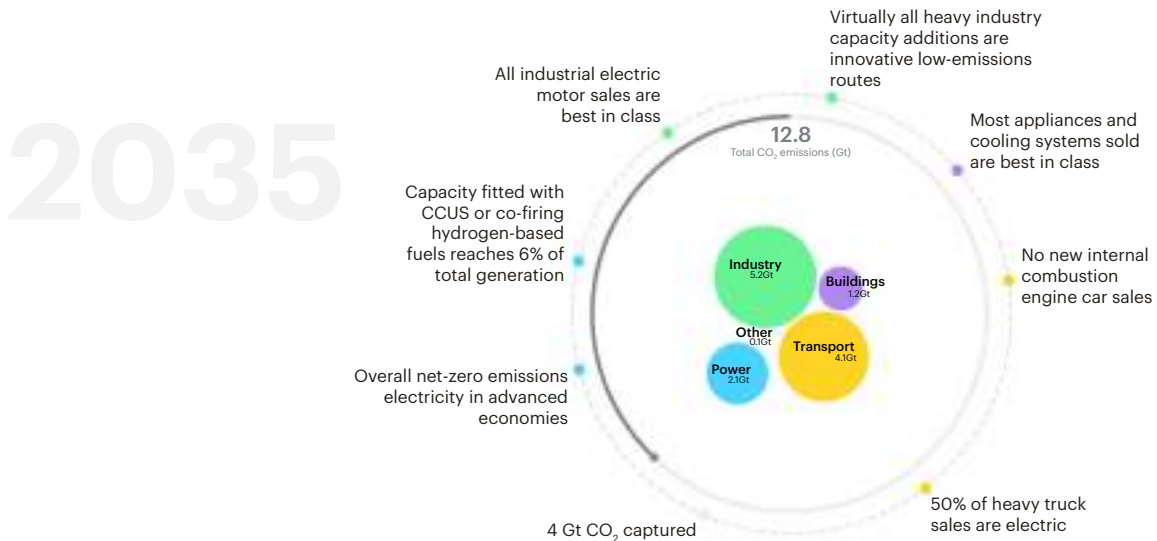 2035
Virtually all heavy industry
capacity additions are
innovative low-emissions
routes
All industrial electric
motor sales are
best in class
Most appliances and
cooling systems sold
are best in class
12.8
Total CO₂ emissions (Gt)
Capacity fitted with
CCUS or co-firing
hydrogen-based
fuels reaches 6% of
total generation
No new internal
combustion
engine car sales
Industry
5.2Gt
Buildings
1.2Gt
Other
0.1Gt
Transport
4.1Gt
Power
2.1Gt
Overall net-zero emissions
electricity in advanced
economies
50% of heavy truck
sales are electric
4 Gt CO₂ captured